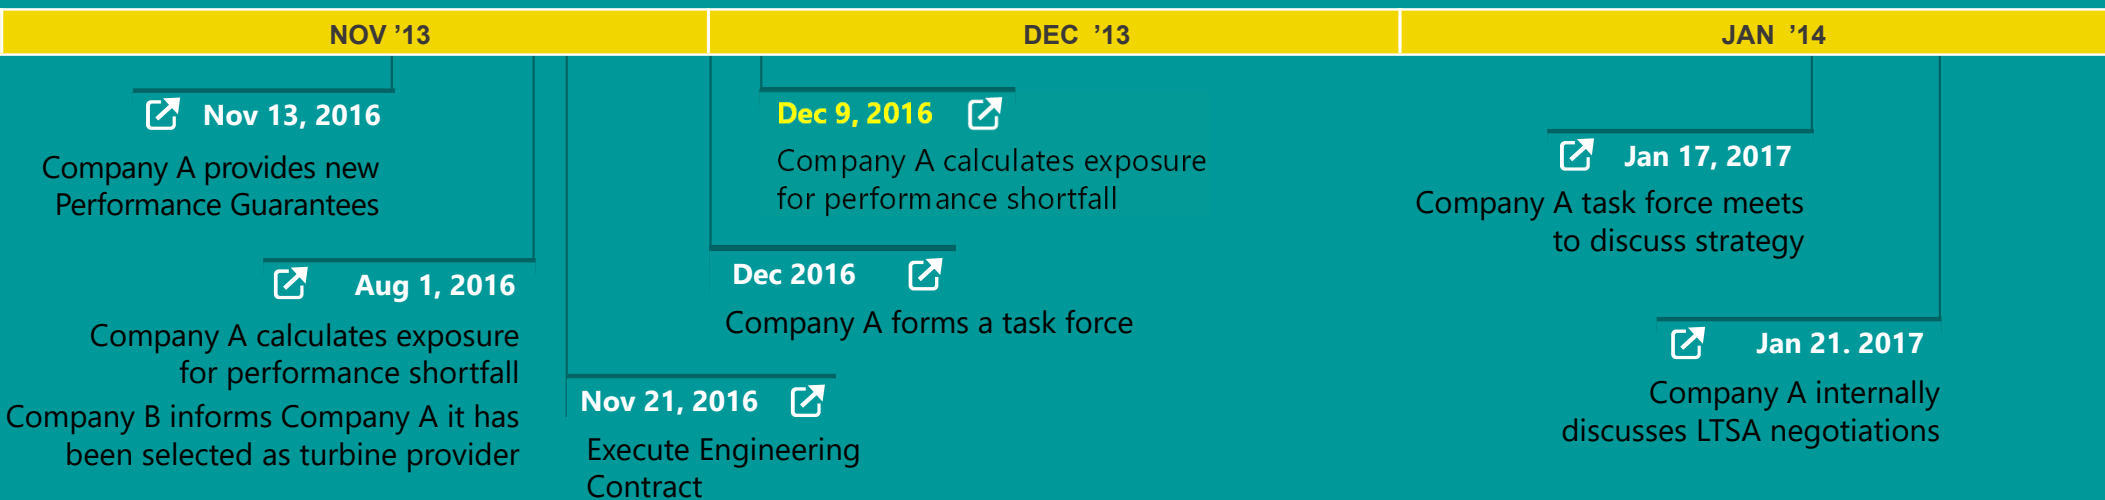 NOV ’13
DEC ’13
JAN ’14
Nov 13, 2016
Company A provides new
Performance Guarantees
Aug 1, 2016
Company A calculates exposure
for performance shortfall
Company B informs Company A it has
been selected as turbine provider
Nov 21, 2016
Execute Engineering
Contract
Dec 9, 2016
Company A calculates exposure
for performance shortfall
Dec 2016
Company A forms a task force
Jan 17, 2017
Company A task force meets
to discuss strategy
Jan 21. 2017
Company A internally
discusses LTSA negotiations